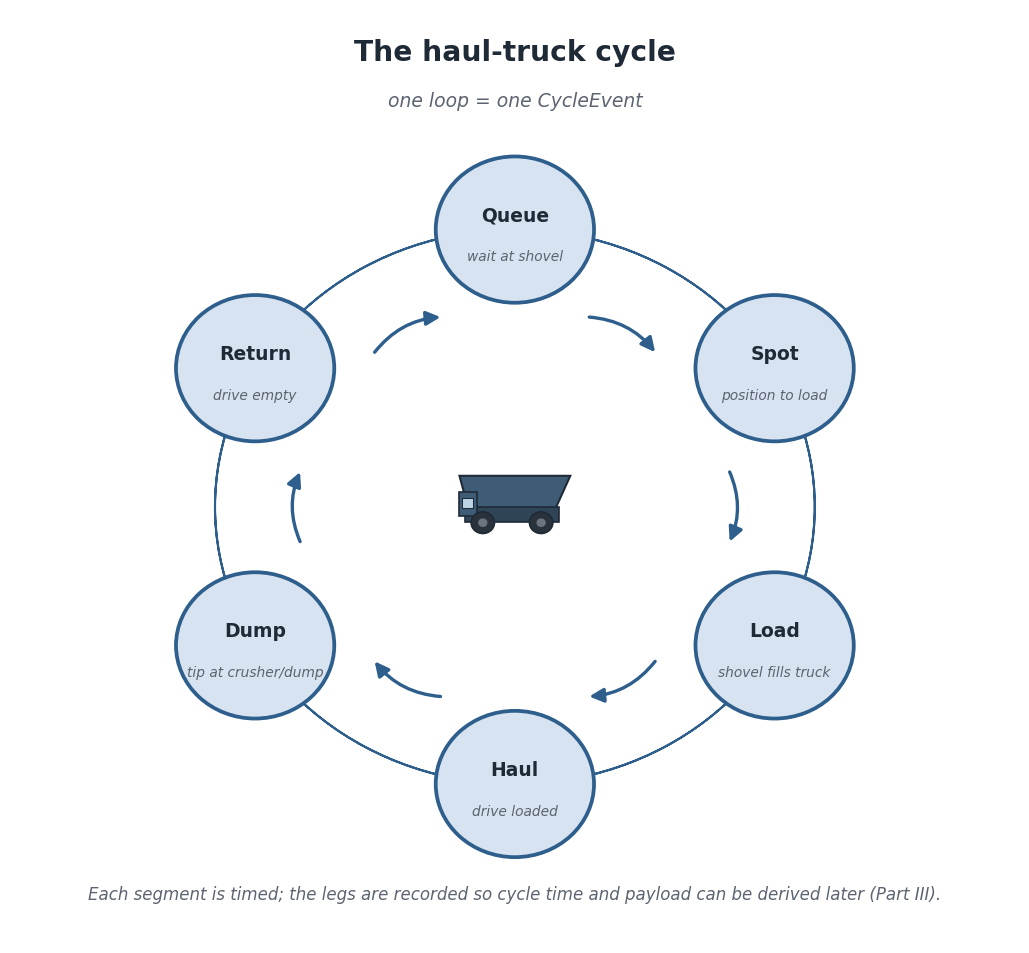 The haul-truck cycle
one loop = one CycleEvent
Queue
wait at shovel
Spot
position to load
Load
shovel fills truck
Haul
drive loaded
Dump
tip at crusher/dump
Return
drive empty
Each segment is timed; the legs are recorded so cycle time and payload can be derived later (Part III).